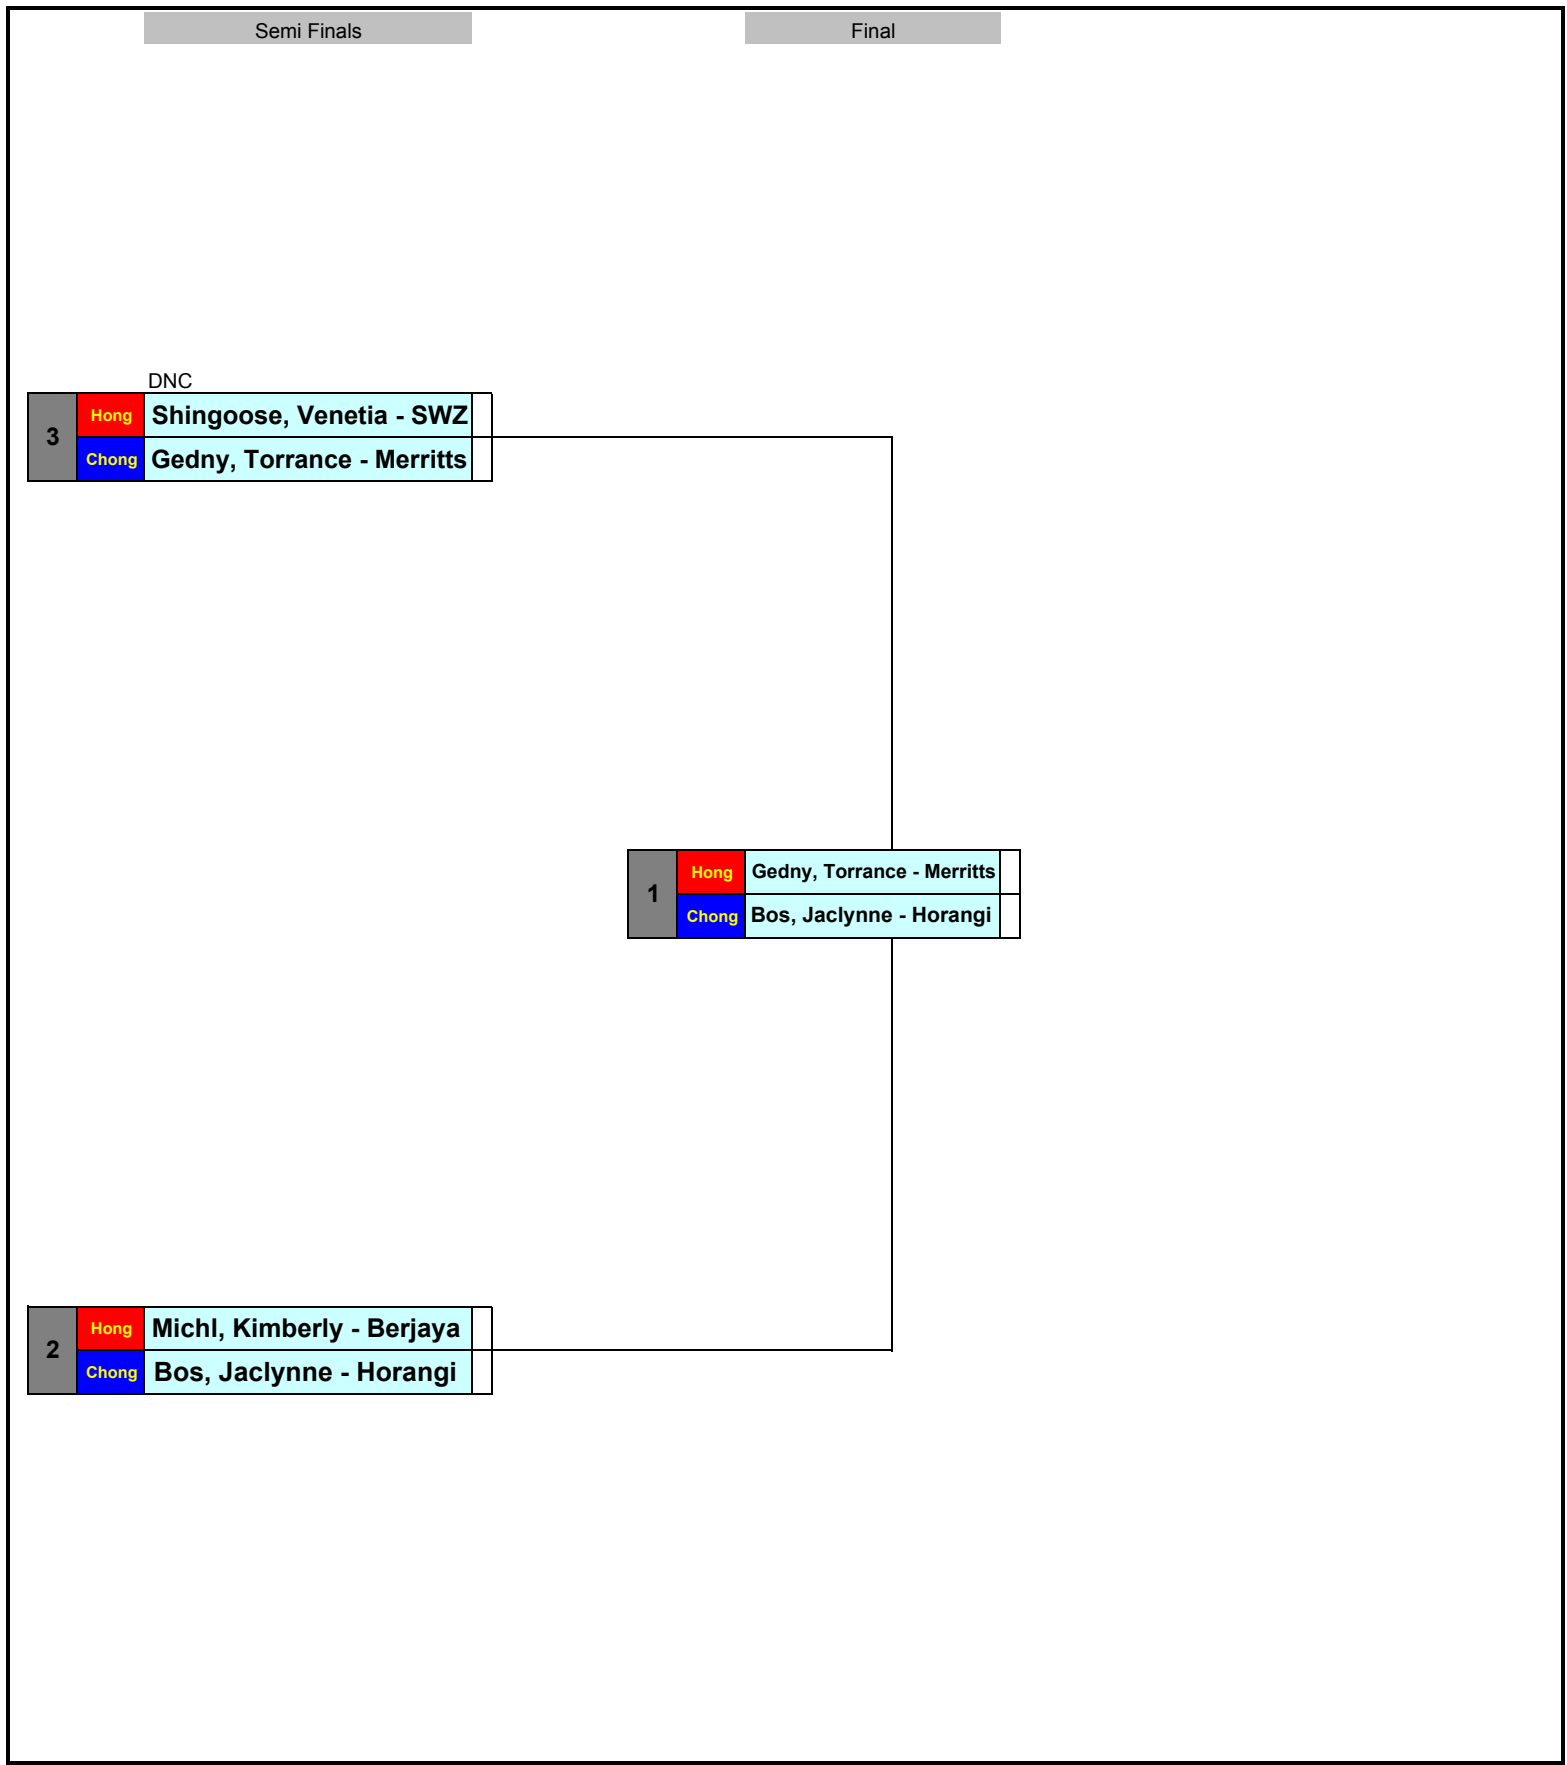 Semi Finals
Final
DNC
3
Hong
Shingoose, Venetia - SWZ
Chong
Gedny, Torrance - Merritts
1
Hong
Gedny, Torrance - Merritts
Chong
Bos, Jaclynne - Horangi
2
Hong
Michl, Kimberly - Berjaya
Chong
Bos, Jaclynne - Horangi